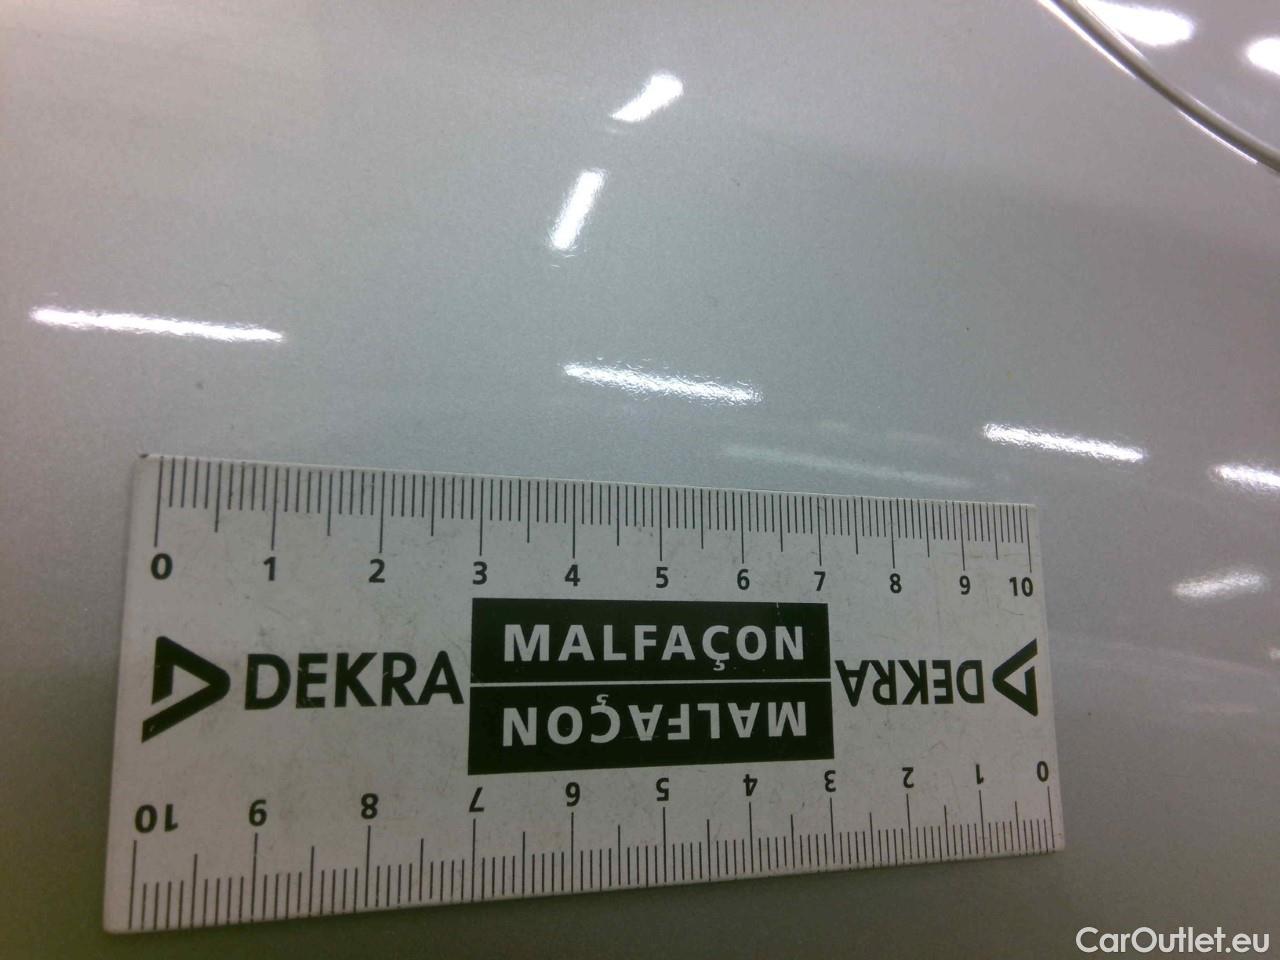 0 1 2 3 4 5 6 7 8 9 10
DEKRA MALFAÇON DEKRA
MALFAÇON
10 9 8 7 6 5 4 3 2 1 0
CarOutlet.eu